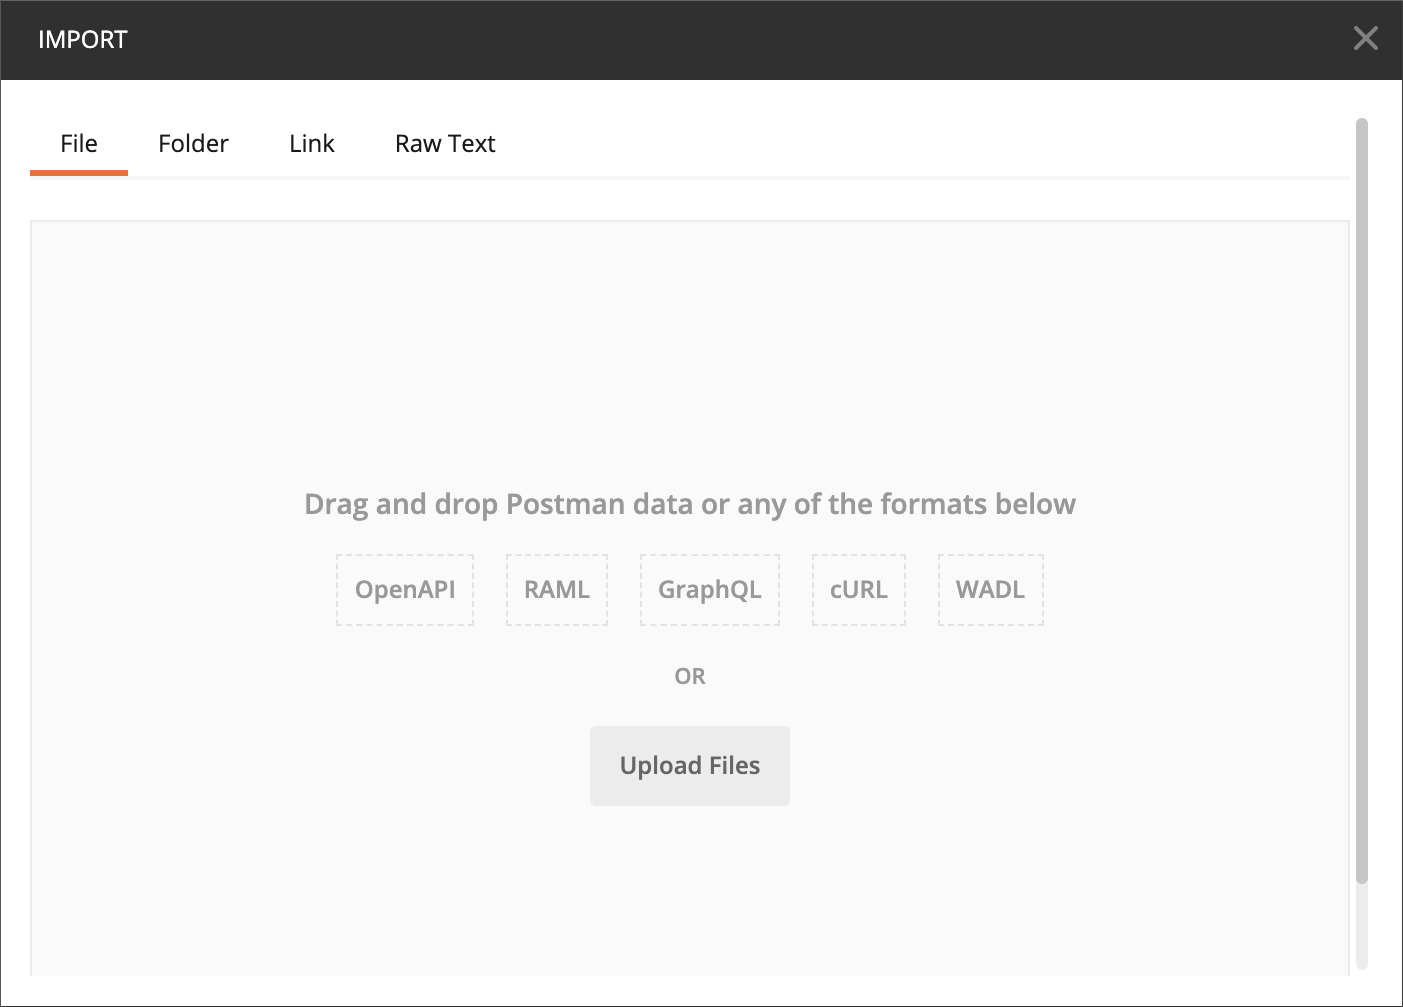 IMPORT
File Folder Link Raw Text
Drag and drop Postman data or any of the formats below
OpenAPI RAML GraphQL cURL WADL
OR
Upload Files